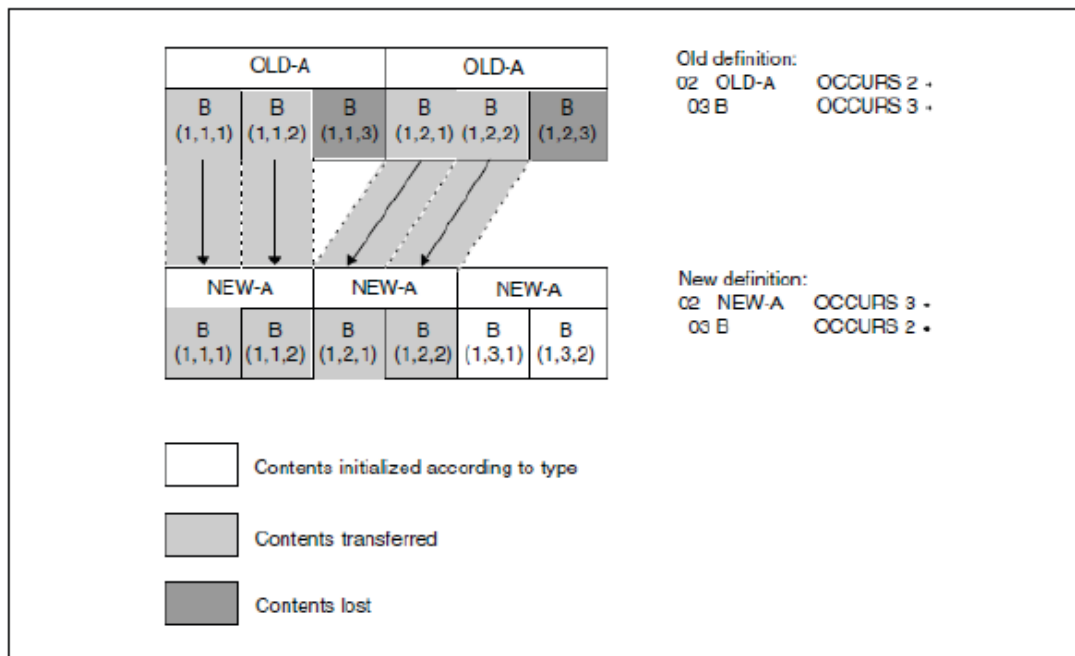 OLD-A OLD-A
B B B B B B
(1,1,1) (1,1,2) (1,1,3) (1,2,1) (1,2,2) (1,2,3)
Old definition:
02 OLD-A OCCURS 2 .
03 B OCCURS 3 .
NEW-A NEW-A NEW-A
B B B B B B
(1,1,1) (1,1,2) (1,2,1) (1,2,2) (1,3,1) (1,3,2)
New definition:
02 NEW-A OCCURS 3 .
03 B OCCURS 2 .
Contents initialized according to type
Contents transferred
Contents lost